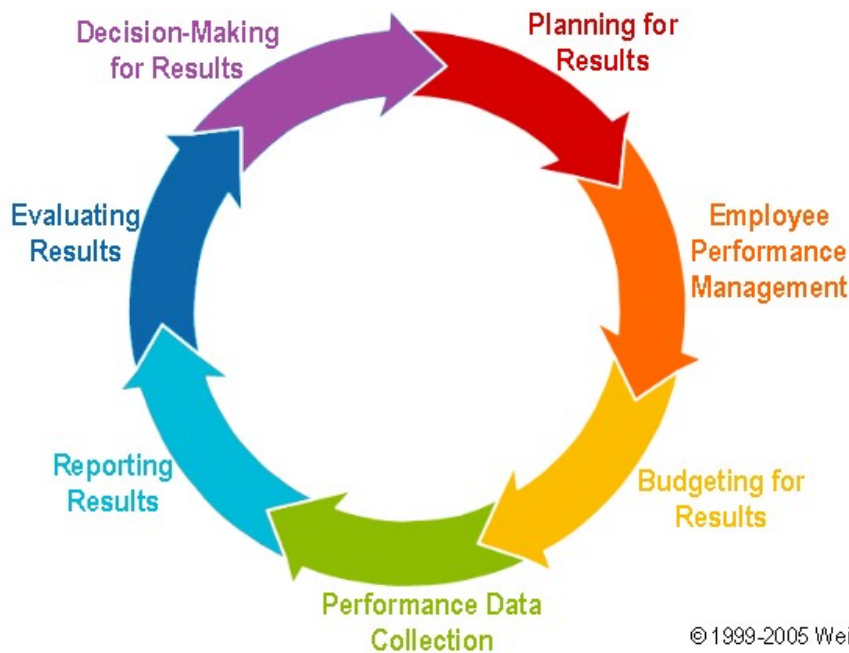 Decision-Making
for Results
Planning for
Results
Employee
Performance
Management
Budgeting for
Results
Performance Data
Collection
Reporting
Results
Evaluating
Results
© 1999-2005